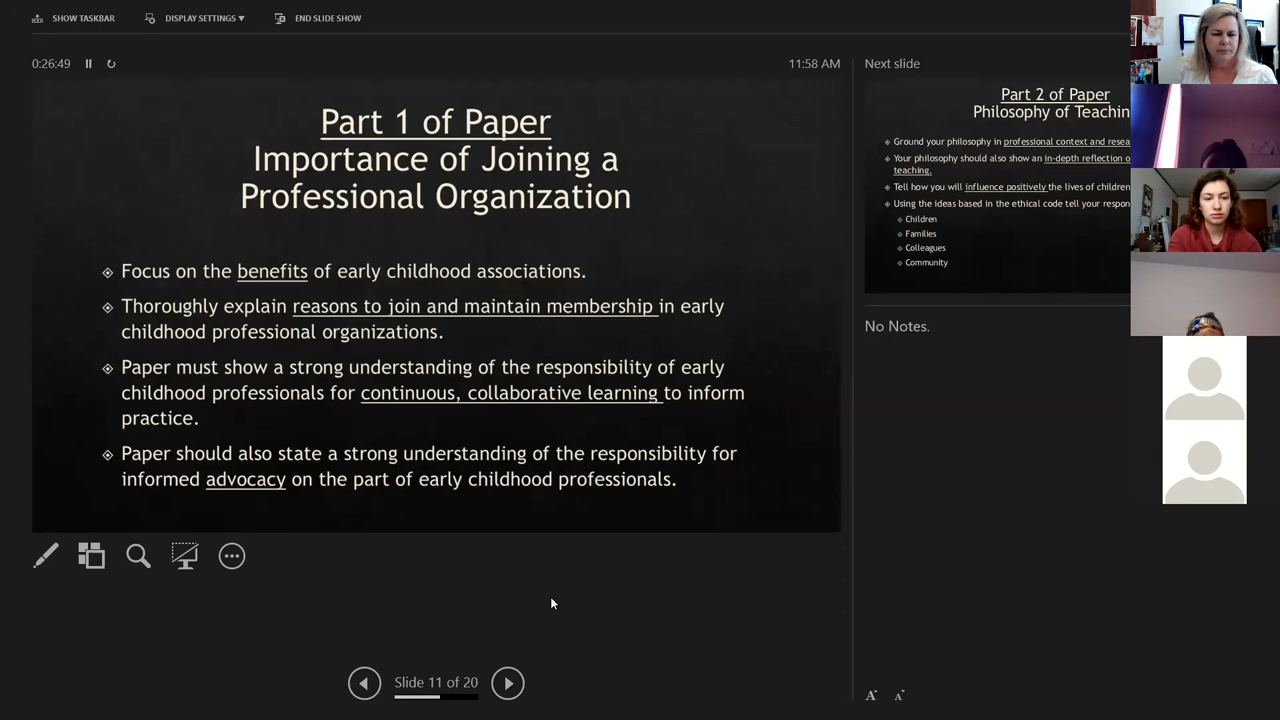 SHOW TASKBAR
DISPLAY SETTINGS ▼
END SLIDE SHOW
0:26:49
11:58 AM
Part 1 of Paper
Importance of Joining a
Professional Organization
Focus on the benefits of early childhood associations.
Thoroughly explain reasons to join and maintain membership in early
childhood professional organizations.
Paper must show a strong understanding of the responsibility of early
childhood professionals for continuous, collaborative learning to inform
practice.
Paper should also state a strong understanding of the responsibility for
informed advocacy on the part of early childhood professionals.
Slide 11 of 20
Next slide
Part 2 of Paper
Philosophy of
Ground your philosophy in professional context and
Your philosophy should also show an in-depth reflection
teaching.
Tell how you will influence positively the lives of children
Using the ideas based in the ethical code tell your
Children
Families
Colleagues
Community
No Notes.
A A